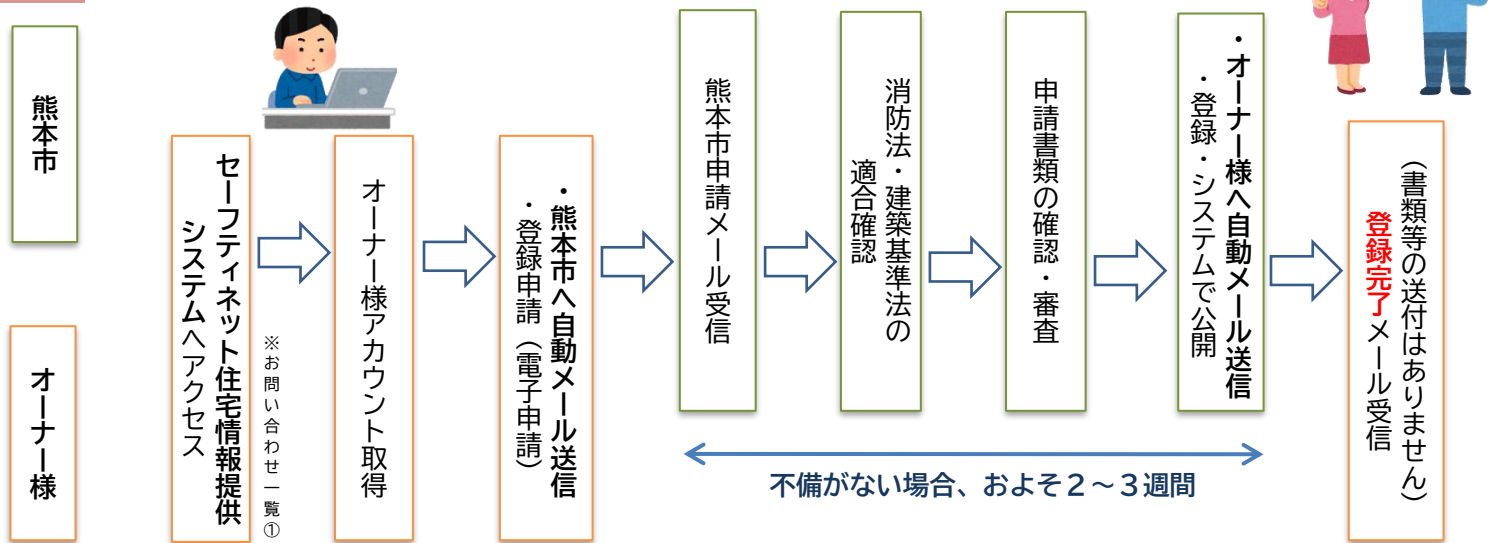 熊本市
オーナー様
セーフティネット住宅情報提供
システムへアクセス
※お問い合わせ一覧①
オーナー様アカウント取得
・熊本市へ自動メール送信
・登録申請（電子申請）
熊本市申請メール受信
消防法・建築基準法の
適合確認
申請書類の確認・審査
・オーナー様へ自動メール送信
・登録・システムで公開
（書類等の送付はありません）
登録完了メール受信
不備がない場合、およそ２～３週間